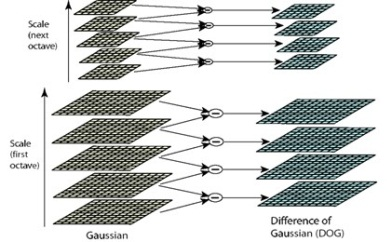 Scale
(next
octave)
Scale
(first
octave)
Gaussian
Difference of
Gaussian (DOG)